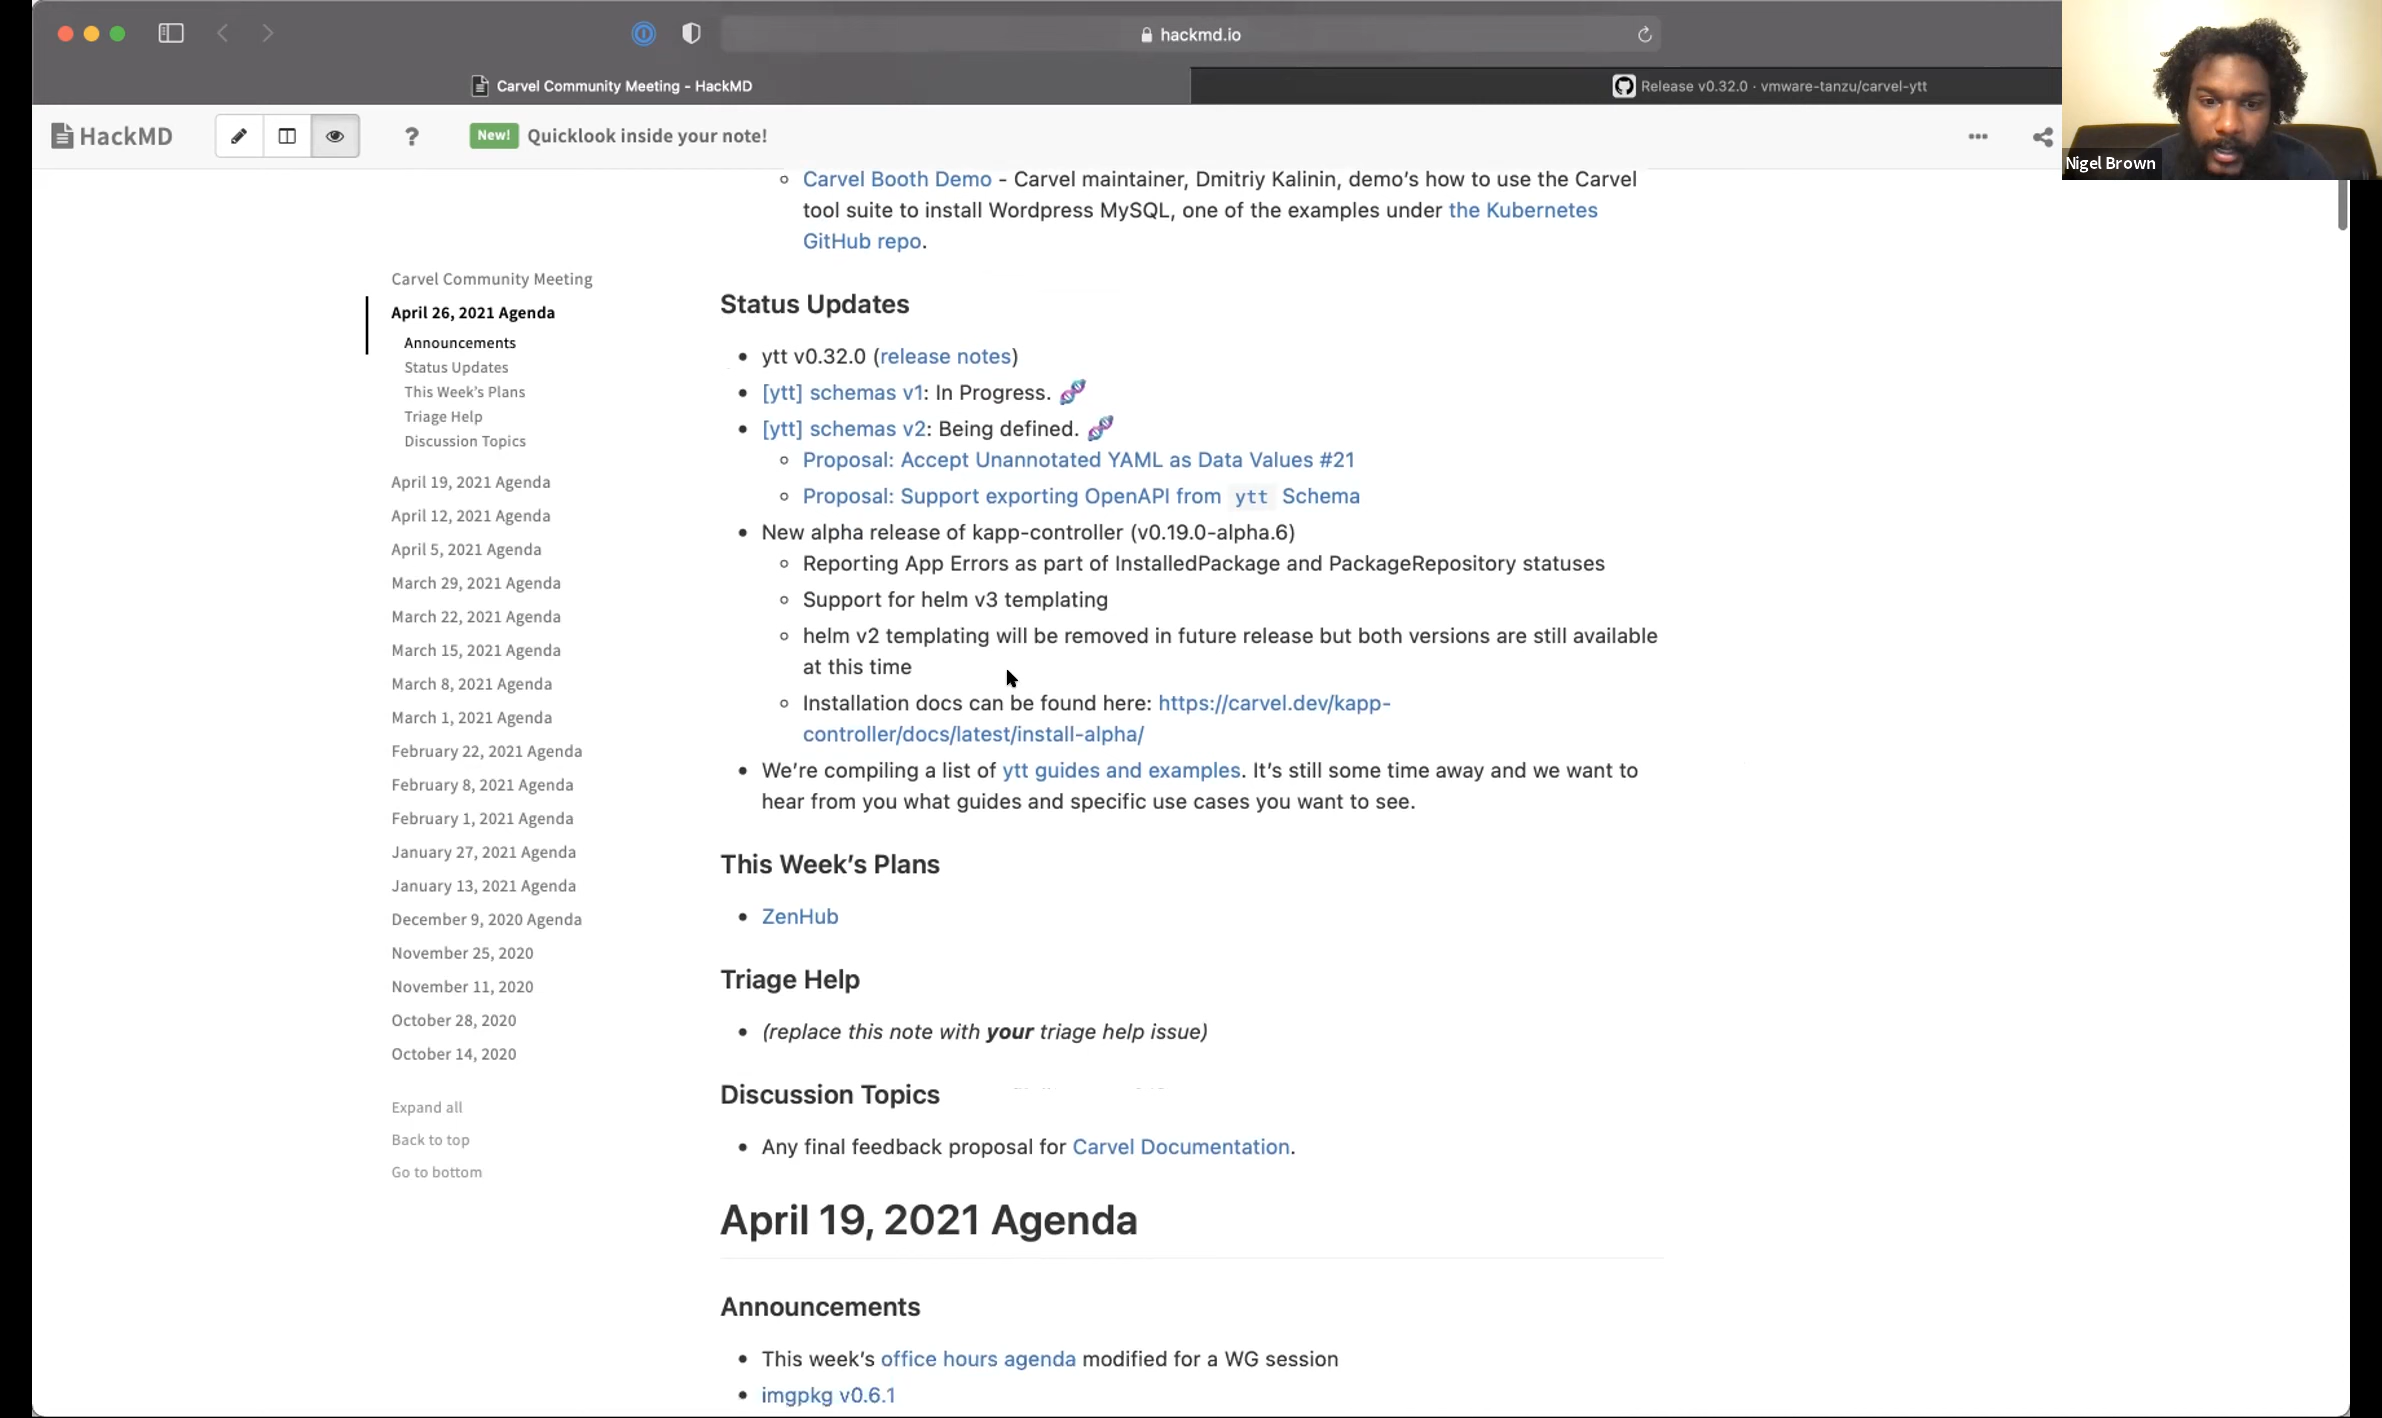 hackmd.io
Carvel Community Meeting - HackMD
Release v0.32.0 · vmware-tanzu/carvel-ytt
HackMD
?
New! Quicklook inside your note!
Nigel Brown
Carvel Community Meeting
April 26, 2021 Agenda
Announcements
Status Updates
This Week's Plans
Triage Help
Discussion Topics
April 19, 2021 Agenda
April 12, 2021 Agenda
April 5, 2021 Agenda
March 29, 2021 Agenda
March 22, 2021 Agenda
March 15, 2021 Agenda
March 8, 2021 Agenda
March 1, 2021 Agenda
February 22, 2021 Agenda
February 8, 2021 Agenda
February 1, 2021 Agenda
January 27, 2021 Agenda
January 13, 2021 Agenda
December 9, 2020 Agenda
November 25, 2020
November 11, 2020
October 28, 2020
October 14, 2020
Expand all
Back to top
Go to bottom
Carvel Booth Demo - Carvel maintainer, Dmitriy Kalinin, demo's how to use the Carvel
tool suite to install Wordpress MySQL, one of the examples under the Kubernetes
GitHub repo.
Status Updates
ytt v0.32.0 (release notes)
[ytt] schemas v1: In Progress. 🧬
[ytt] schemas v2: Being defined. 🧬
Proposal: Accept Unannotated YAML as Data Values #21
Proposal: Support exporting OpenAPI from ytt Schema
New alpha release of kapp-controller (v0.19.0-alpha.6)
Reporting App Errors as part of InstalledPackage and PackageRepository statuses
Support for helm v3 templating
helm v2 templating will be removed in future release but both versions are still available
at this time
Installation docs can be found here: https://carvel.dev/kapp-
controller/docs/latest/install-alpha/
We're compiling a list of ytt guides and examples. It's still some time away and we want to
hear from you what guides and specific use cases you want to see.
This Week's Plans
ZenHub
Triage Help
(replace this note with your triage help issue)
Discussion Topics
Any final feedback proposal for Carvel Documentation.
April 19, 2021 Agenda
Announcements
This week's office hours agenda modified for a WG session
imgpkg v0.6.1